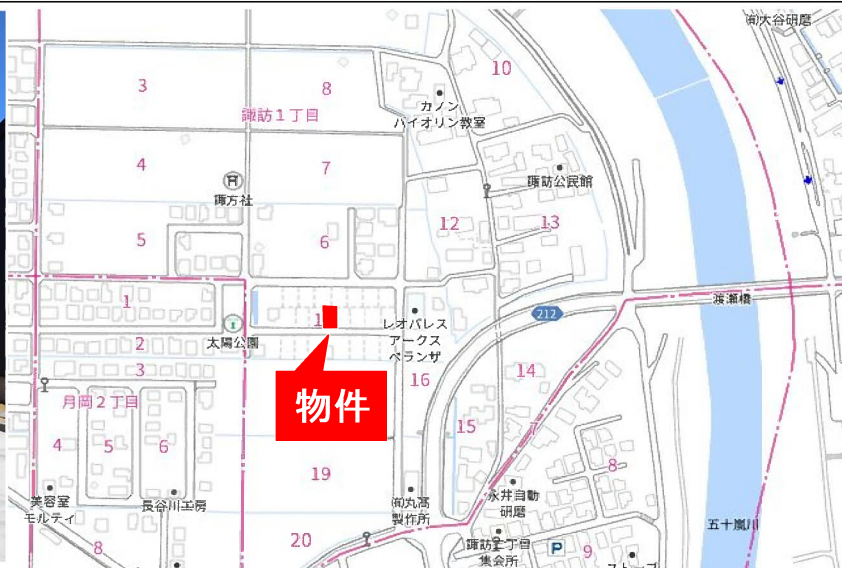 ㈲大谷研磨
10
3
8
カノン
バイオリン教室
諏訪１丁目
4
7
諏訪公民館
諏方社
12
13
5
6
1
渡瀬橋
212
レオパレス
アークス
ベランザ
太陽公園
2
3
14
16
物件
月岡２丁目
15
7
4
5
6
8
19
美容室
モルティ
長谷川工房
㈲丸高
製作所
永井自動
研磨
五十嵐川
20
8
諏訪二丁目
集会所
P
9